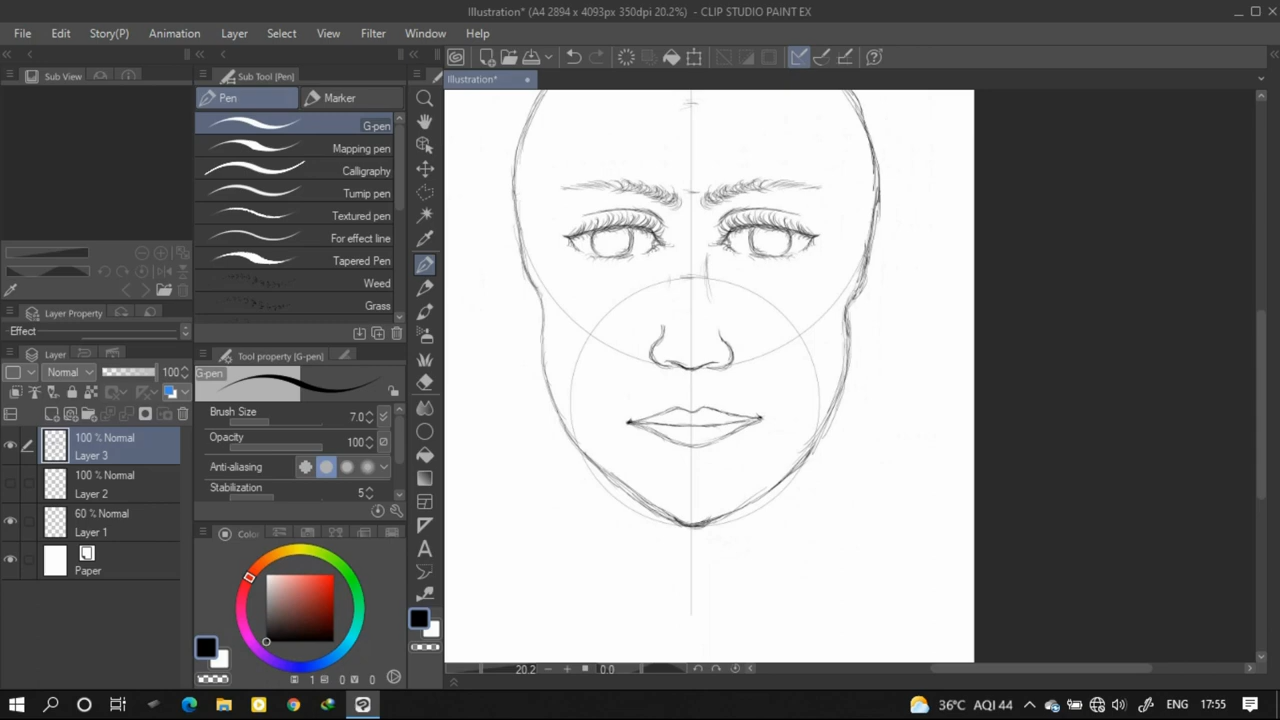 Illustration* (A4 2894 x 4093px 350dpi 20.2%) - CLIP STUDIO PAINT EX
File Edit Story(P) Animation Layer Select View Filter Window Help
Sub View
Sub Tool [Pen]
Illustration*
Pen Marker
G-pen
Mapping pen
Calligraphy
Turnip pen
Textured pen
For effect line
Tapered Pen
Weed
Grass
Layer Property
Effect
Layer
Normal 100
Tool property [G-pen]
G-pen
Brush Size 7.0
Opacity 100
Anti-aliasing
Stabilization 5
100 % Normal
Layer 3
100 % Normal
Layer 2
60 % Normal
Layer 1
Paper
Color
H 1 S 0 V 0
20.2 0.0
36°C AQI 44 ENG 17:55